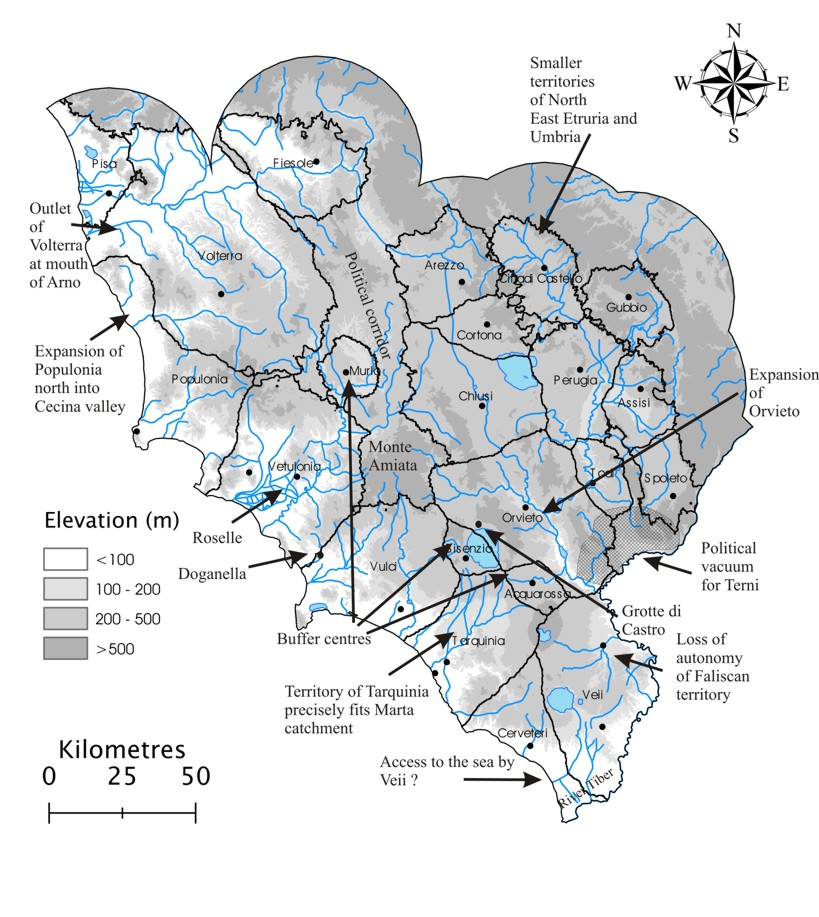 N
W
E
S
Smaller
territories
of North
East Etruria and
Umbria
Pisa
Fiesole
Outlet
of
Volterra
at mouth
of Arno
Volterra
Political corridor
Arezzo
Gubbio
Cortona
Expansion of
Populonia
north into
Cecina valley
Populonia
Murlo
Perugia
Chiusi
Assisi
Expansion
of
Orvieto
Monte
Amiata
Vetulonia
Todi
Spoleto
Elevation (m)
<100
100 - 200
200 - 500
>500
Roselle
Orvieto
Doganella
Bisenzio
Vulci
Political
vacuum
for Terni
Acquarossa
Grotte di
Castro
Buffer centres
Tarquinia
Loss of
autonomy
of Faliscan
territory
Territory of Tarquinia
precisely fits Marta
catchment
Veii
Cerveteri
Kilometres
0 25 50
Access to the sea by
Veii ?
River Tiber